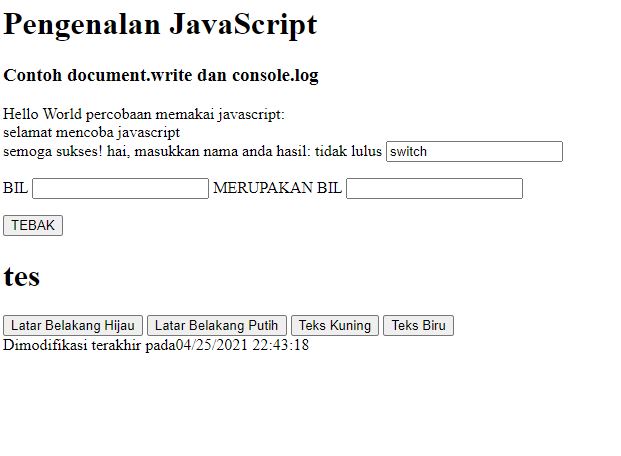 Pengenalan JavaScript
Contoh document.write dan console.log
Hello World percobaan memakai javascript:
selamat mencoba javascript
semoga sukses! hai, masukkan nama anda hasil: tidak lulus switch
BIL MERUPAKAN BIL
TEBAK
tes
Latar Belakang Hijau Latar Belakang Putih Teks Kuning Teks Biru
Dimodifikasi terakhir pada04/25/2021 22:43:18